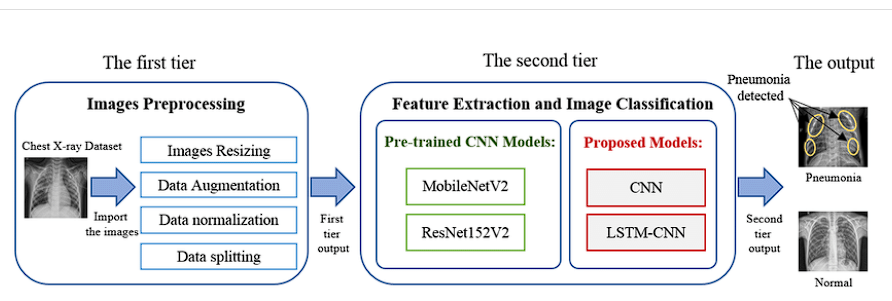 The first tier
Images Preprocessing
Chest X-ray Dataset
Import
the images
Images Resizing
Data Augmentation
Data normalization
Data splitting
First
tier
output
The second tier
Feature Extraction and Image Classification
Pre-trained CNN Models:
MobileNetV2
ResNet152V2
Proposed Models:
CNN
LSTM-CNN
Second
tier
output
The output
Pneumonia
detected
Pneumonia
Normal